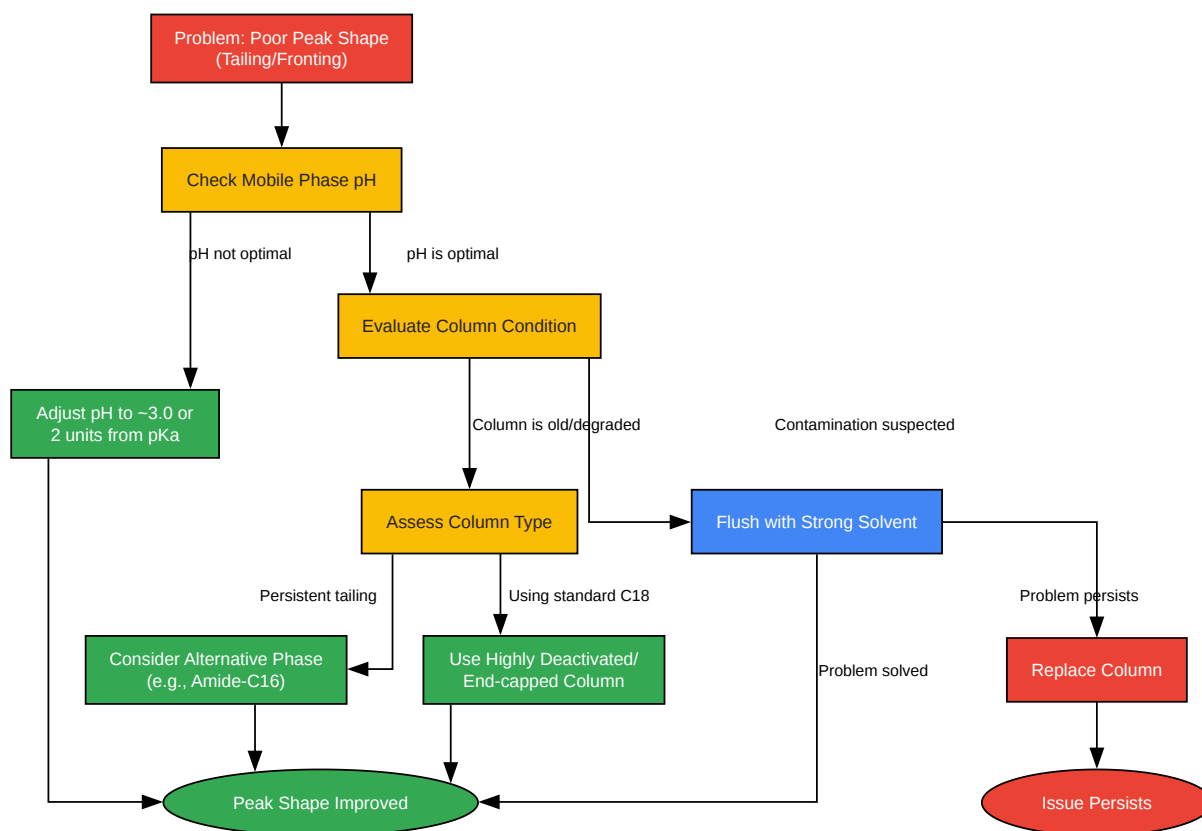 Problem: Poor Peak Shape
(Tailing/Fronting)
Check Mobile Phase pH
pH not optimal
pH is optimal
Evaluate Column Condition
Adjust pH to ~3.0 or
2 units from pKa
Column is old/degraded
Contamination suspected
Assess Column Type
Flush with Strong Solvent
Persistent tailing
Using standard C18
Problem persists
Consider Alternative Phase
(e.g., Amide-C16)
Use Highly Deactivated/
End-capped Column
Problem solved
Replace Column
Peak Shape Improved
Issue Persists